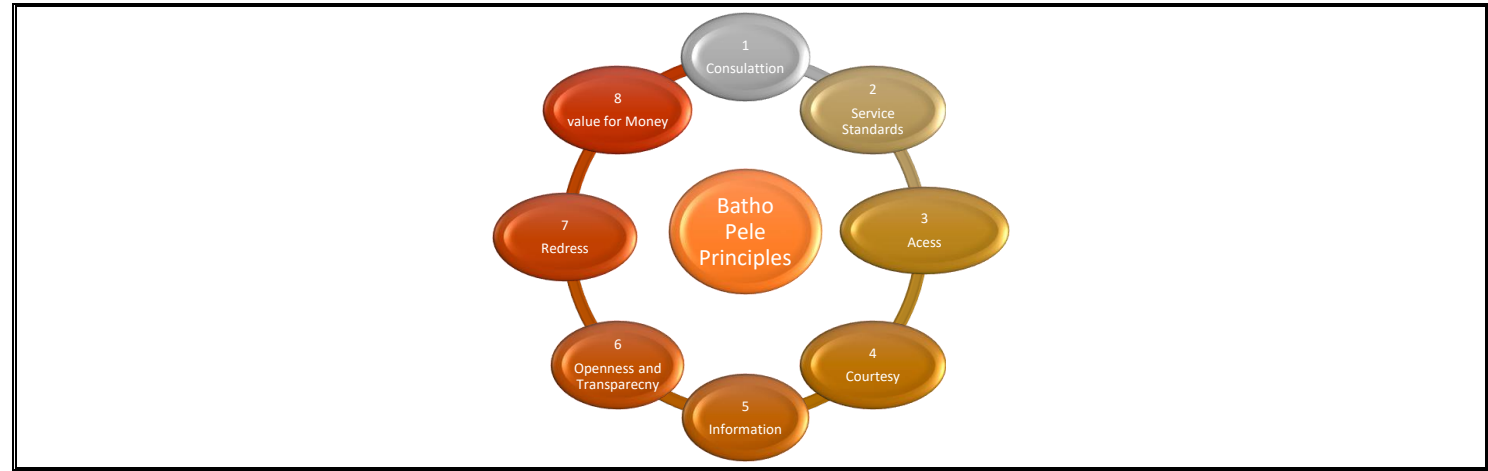 1
Consulattion
2
Service
Standards
3
Acess
4
Courtesy
5
Information
6
Openness and
Transparecny
7
Redress
8
value for Money
Batho
Pele
Principles